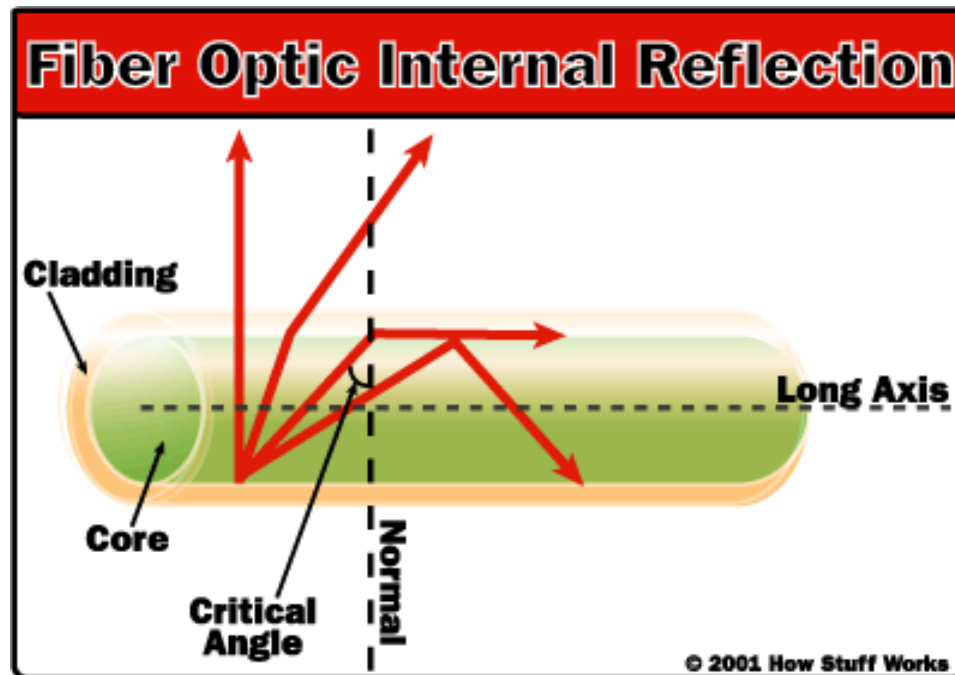 Fiber Optic Internal Reflection
Cladding
Long Axis
Core
Normal
Critical
Angle
© 2001 How Stuff Works